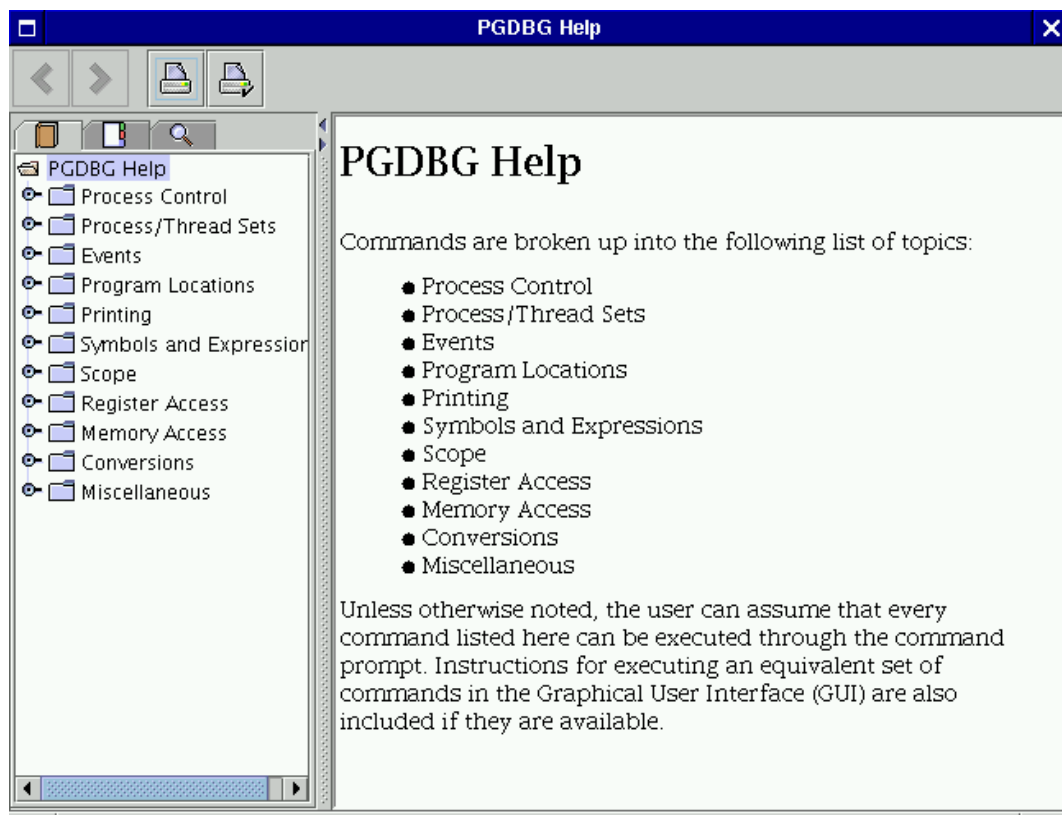 PGDBG Help
PGDBG Help
Process Control
Process/Thread Sets
Events
Program Locations
Printing
Symbols and Expression
Scope
Register Access
Memory Access
Conversions
Miscellaneous
PGDBG Help
Commands are broken up into the following list of topics:
Process Control
Process/Thread Sets
Events
Program Locations
Printing
Symbols and Expressions
Scope
Register Access
Memory Access
Conversions
Miscellaneous
Unless otherwise noted, the user can assume that every
command listed here can be executed through the command
prompt. Instructions for executing an equivalent set of
commands in the Graphical User Interface (GUI) are also
included if they are available.